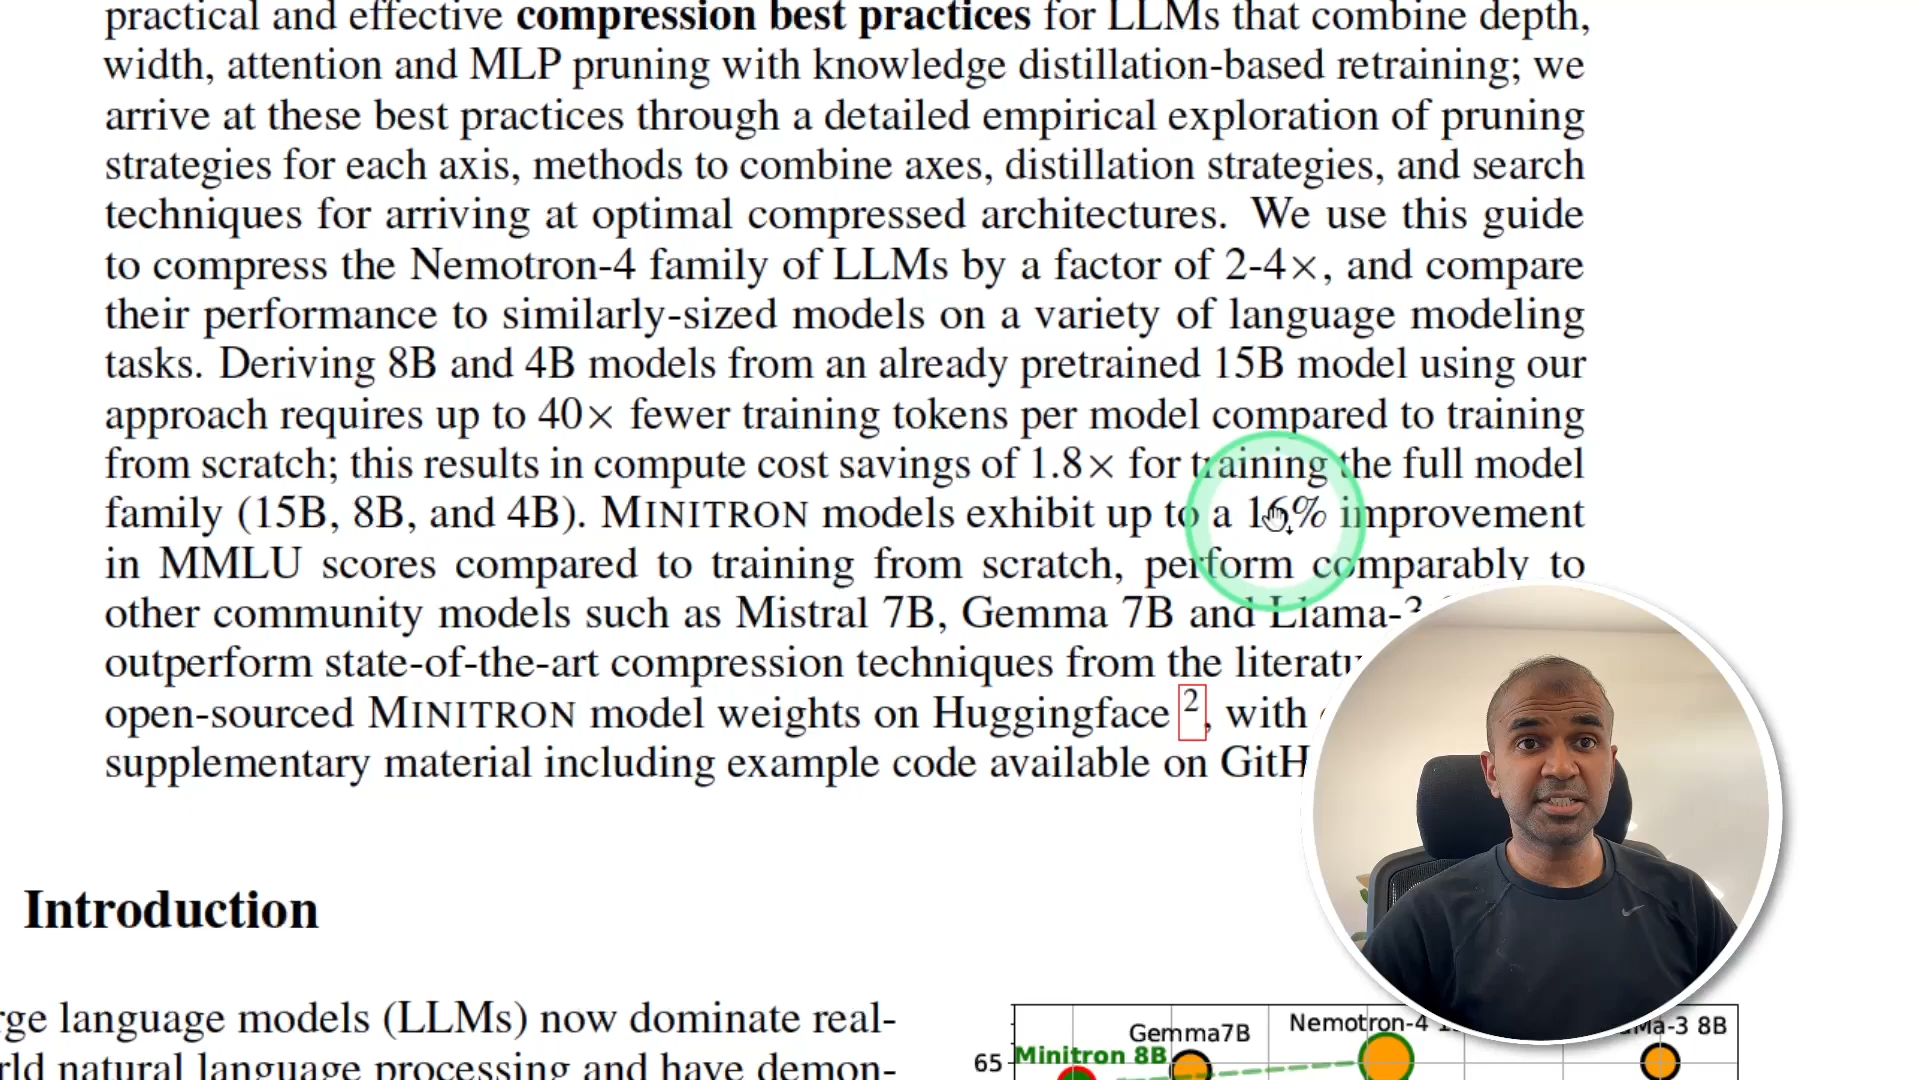 practical and effective compression best practices for LLMs that combine depth,
width, attention and MLP pruning with knowledge distillation-based retraining; we
arrive at these best practices through a detailed empirical exploration of pruning
strategies for each axis, methods to combine axes, distillation strategies, and search
techniques for arriving at optimal compressed architectures. We use this guide
to compress the Nemotron-4 family of LLMs by a factor of 2-4×, and compare
their performance to similarly-sized models on a variety of language modeling
tasks. Deriving 8B and 4B models from an already pretrained 15B model using our
approach requires up to 40× fewer training tokens per model compared to training
from scratch; this results in compute cost savings of 1.8× for training the full model
family (15B, 8B, and 4B). MINITRON models exhibit up to a 16% improvement
in MMLU scores compared to training from scratch, perform comparably to
other community models such as Mistral 7B, Gemma 7B and Llama-3
outperform state-of-the-art compression techniques from the
open-sourced MINITRON model weights on Huggingface 2, with
supplementary material including example code available on
Introduction
language models (LLMs) now dominate real-
natural language processing and have demon-
Gemma7B
Nemotron-4
8B
Minitron 8B
65